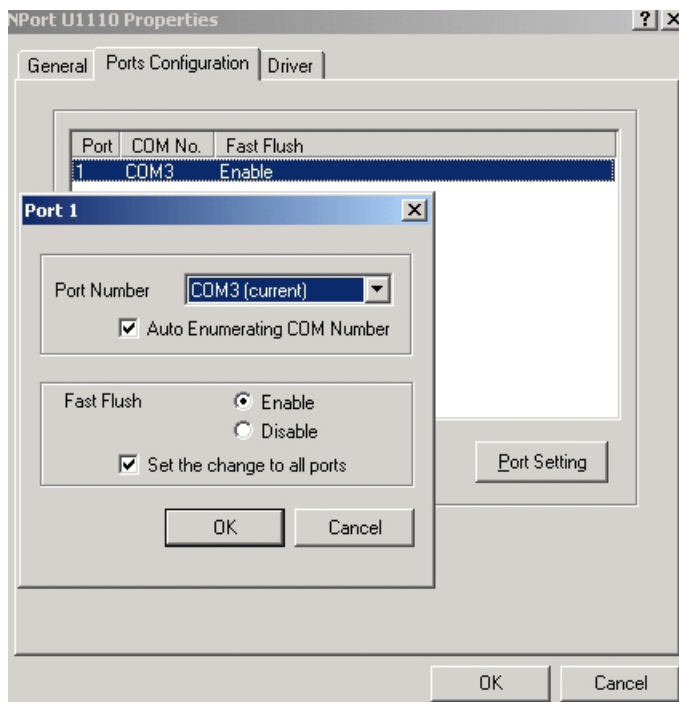 NPort U1110 Properties
General Ports Configuration Driver
Port COM No. Fast Flush
1 COM3 Enable
Port 1
Port Number COM3 (current)
Auto Enumerating COM Number
Fast Flush Enable
Disable
Set the change to all ports
Port Setting
OK Cancel
OK Cancel